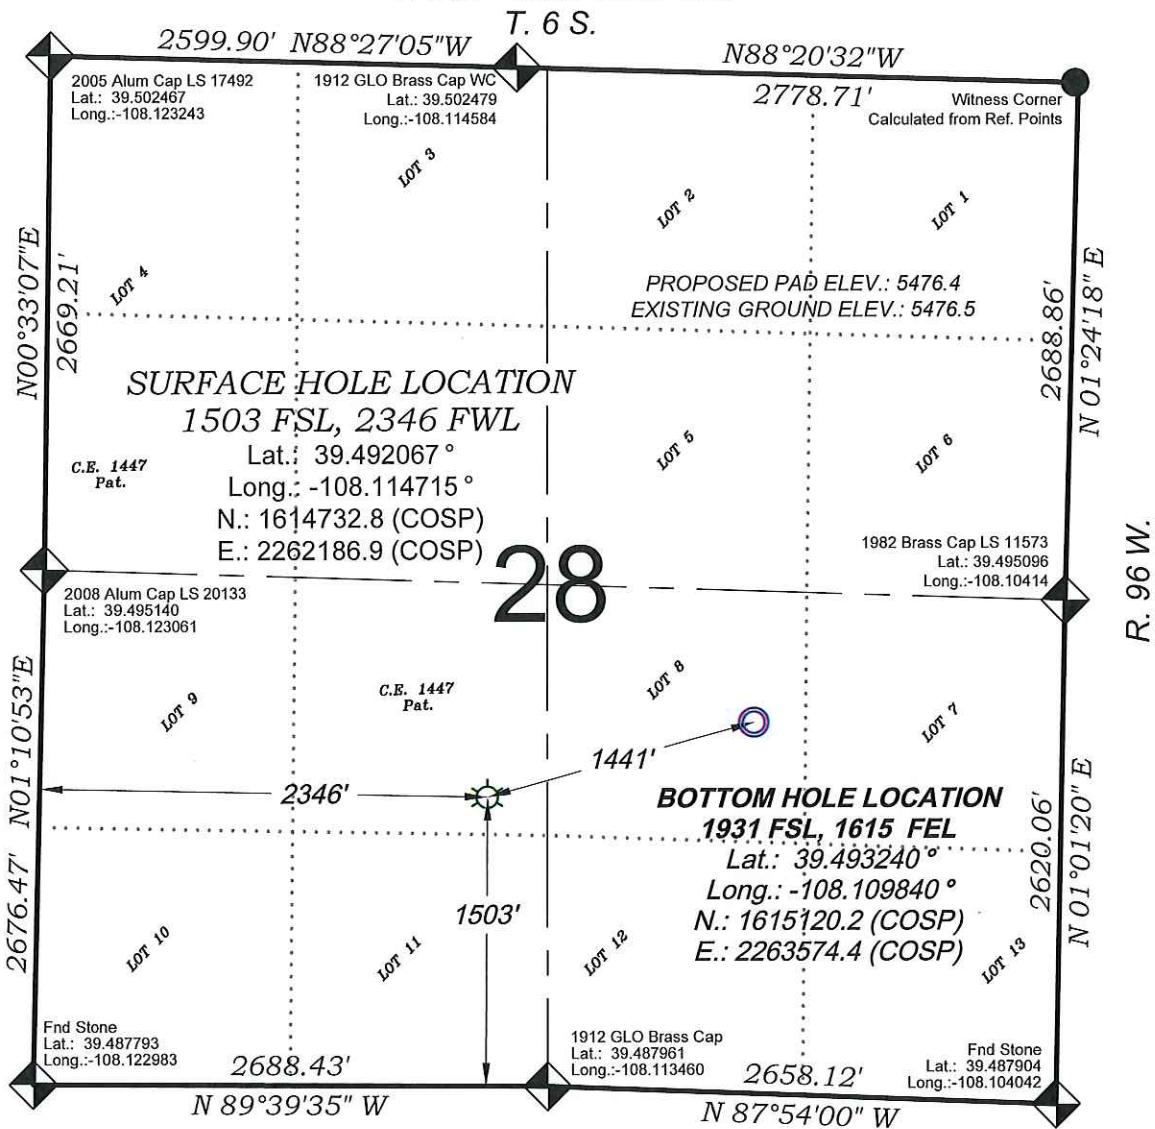 T. 6 S.
2599.90' N88°27'05"W
N88°20'32"W
2778.71'
2005 Alum Cap LS 17492
Lat.: 39.502467
Long.:-108.123243
1912 GLO Brass Cap WC
Lat.: 39.502479
Long.:-108.114584
Witness Corner
Calculated from Ref. Points
LOT 3
LOT 2
LOT 1
LOT 4
N00°33'07"E
2669.21'
PROPOSED PAD ELEV.: 5476.4
EXISTING GROUND ELEV.: 5476.5
2688.86'
N 01°24'18" E
SURFACE HOLE LOCATION
1503 FSL, 2346 FWL
Lat.: 39.492067°
Long.: -108.114715°
N.: 1614732.8 (COSP)
E.: 2262186.9 (COSP)
C.E. 1447
Pat.
LOT 5
LOT 6
28
1982 Brass Cap LS 11573
Lat.: 39.495096
Long.:-108.10414
R. 96 W.
2008 Alum Cap LS 20133
Lat.: 39.495140
Long.:-108.123061
LOT 9
C.E. 1447
Pat.
LOT 8
LOT 7
N01°10'53"E
2676.47'
1441'
2346'
1503'
BOTTOM HOLE LOCATION
1931 FSL, 1615 FEL
Lat.: 39.493240°
Long.: -108.109840°
N.: 1615120.2 (COSP)
E.: 2263574.4 (COSP)
2620.06'
N 01°01'20" E
LOT 10
LOT 11
LOT 12
LOT 13
Fnd Stone
Lat.: 39.487793
Long.:-108.122983
1912 GLO Brass Cap
Lat.: 39.487961
Long.:-108.113460
Fnd Stone
Lat.: 39.487904
Long.:-108.104042
2688.43'
N 89°39'35" W
2658.12'
N 87°54'00" W